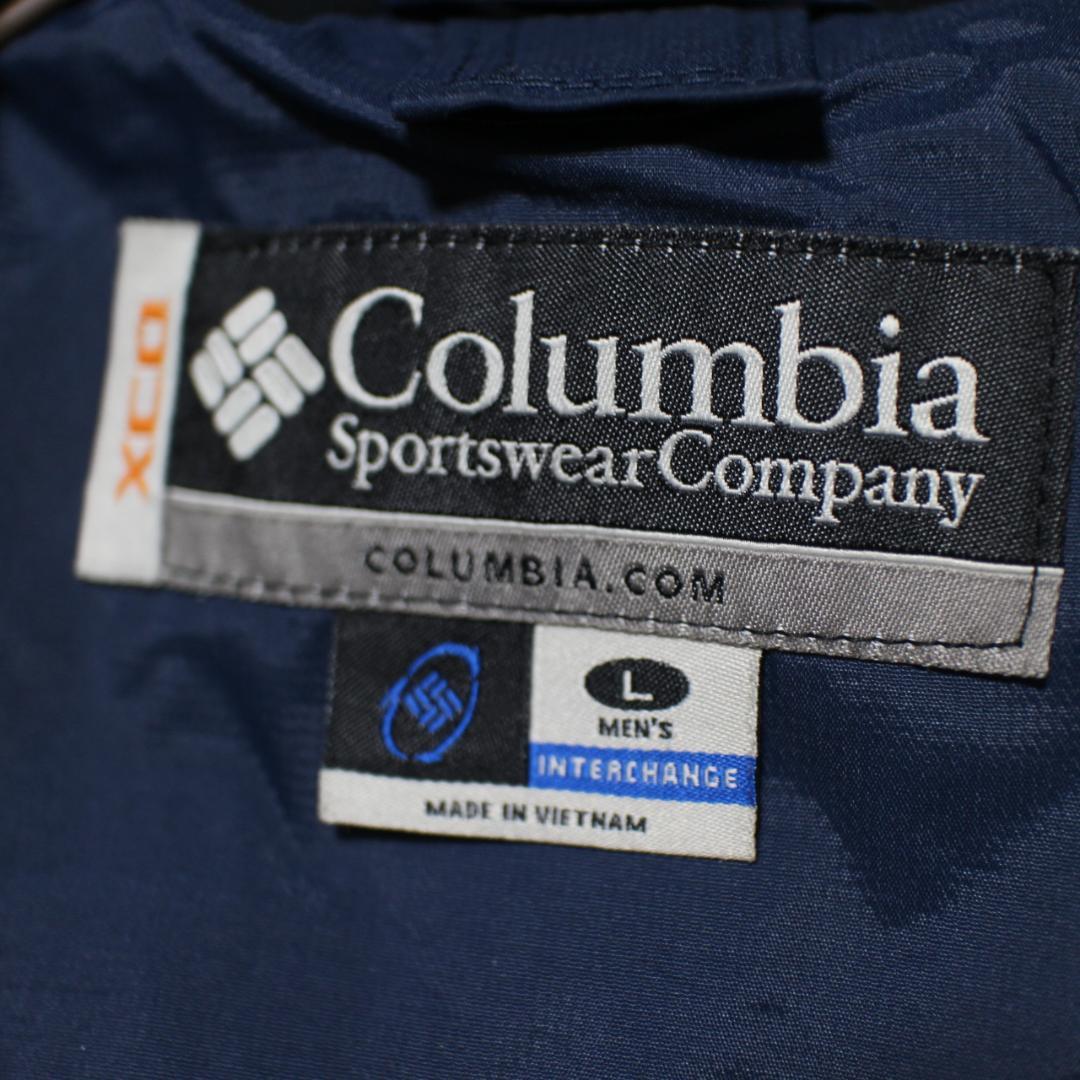 XCO
Columbia
Sportswear Company
COLUMBIA.COM
L
MEN'S
INTERCHANGE
MADE IN VIETNAM